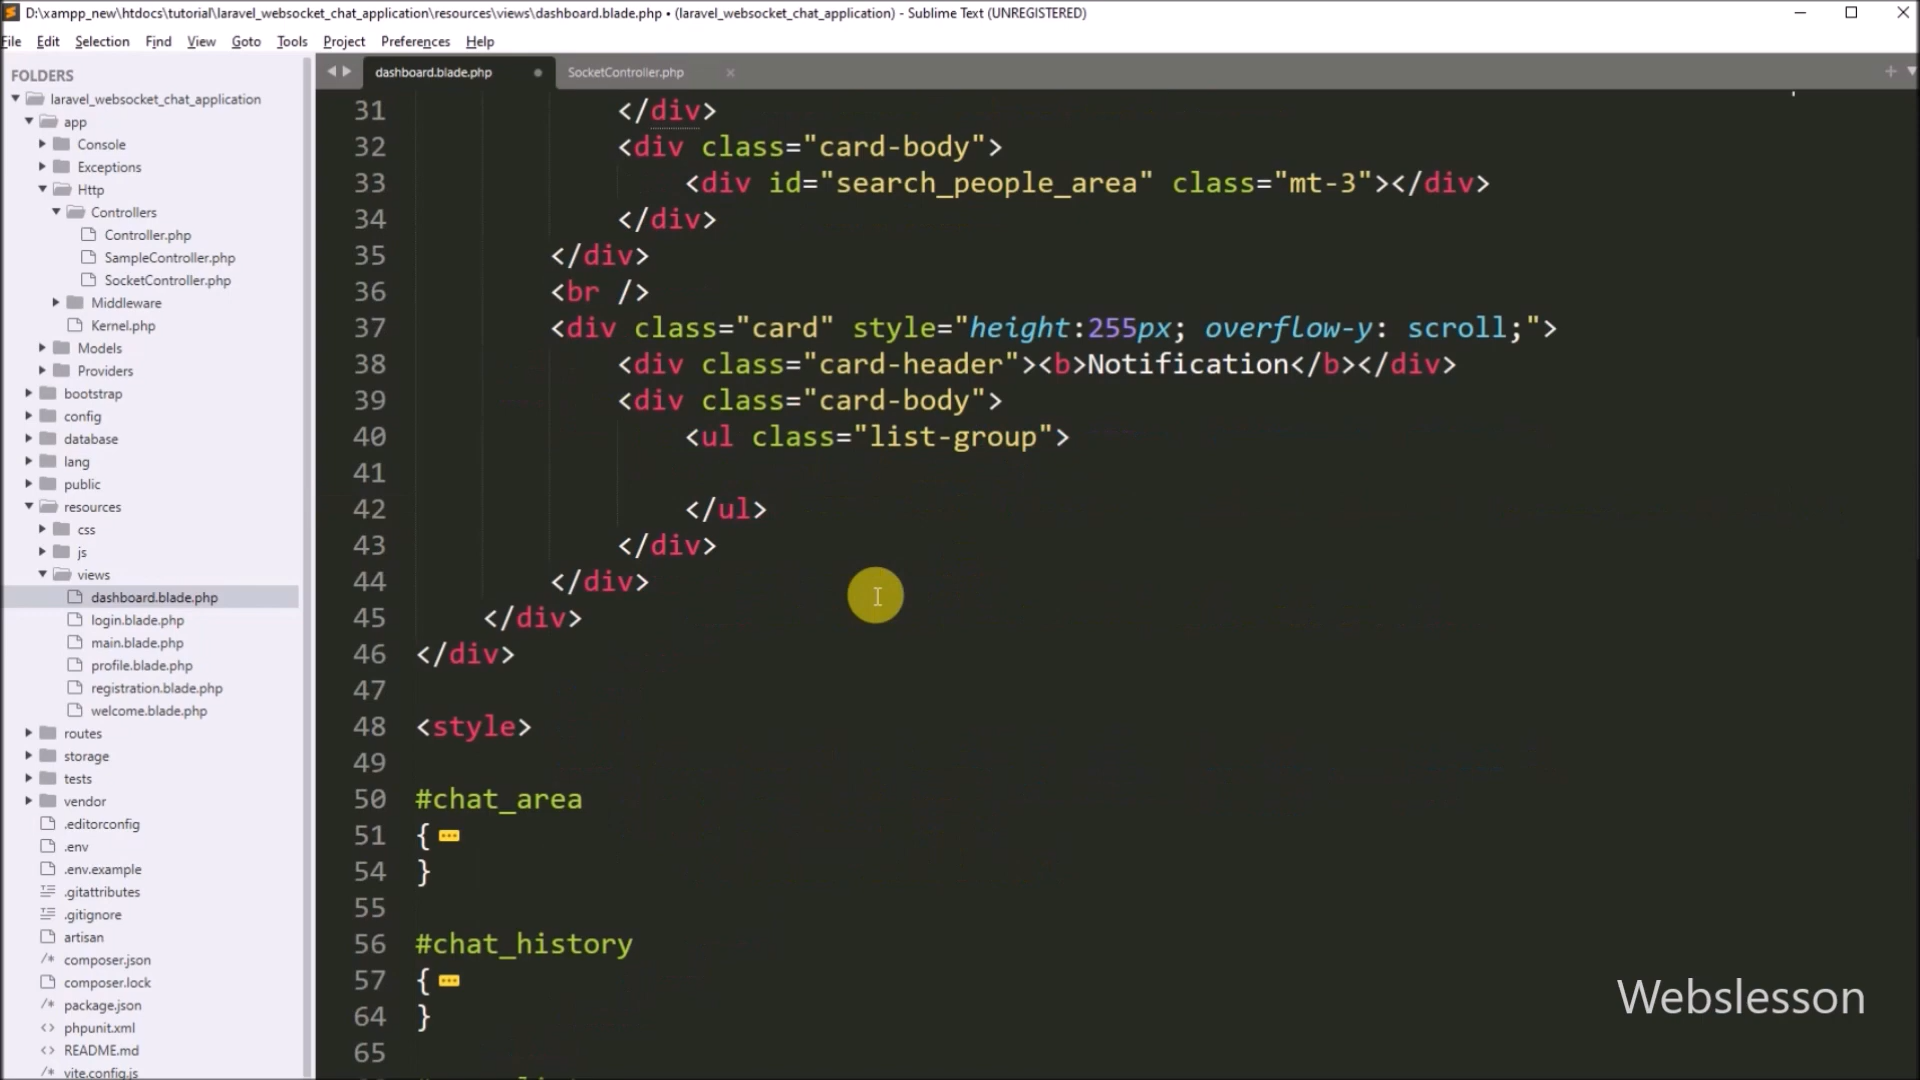 D:\xampp_new\htdocs\tutorial\laravel_websocket_chat_application\resources\views\dashboard.blade.php • (laravel_websocket_chat_application) - Sublime Text (UNREGISTERED)
File Edit Selection Find View Goto Tools Project Preferences Help
FOLDERS
laravel_websocket_chat_application
app
Console
Exceptions
Http
Controllers
Controller.php
SampleController.php
SocketController.php
Middleware
Kernel.php
Models
Providers
bootstrap
config
database
lang
public
resources
css
js
views
dashboard.blade.php
login.blade.php
main.blade.php
profile.blade.php
registration.blade.php
welcome.blade.php
routes
storage
tests
vendor
.editorconfig
.env
.env.example
.gitattributes
.gitignore
artisan
composer.json
composer.lock
package.json
phpunit.xml
README.md
vite.config.js
dashboard.blade.php SocketController.php
31 </div>
32 <div class="card-body">
33 <div id="search_people_area" class="mt-3"></div>
34 </div>
35 </div>
36 <br />
37 <div class="card" style="height:255px; overflow-y: scroll;">
38 <div class="card-header"><b>Notification</b></div>
39 <div class="card-body">
40 <ul class="list-group">
41
42 </ul>
43 </div>
44 </div>
45 </div>
46 </div>
47
48 <style>
49
50 #chat_area
51 {
54 }
55
56 #chat_history
57 {
64 }
65
Webslesson